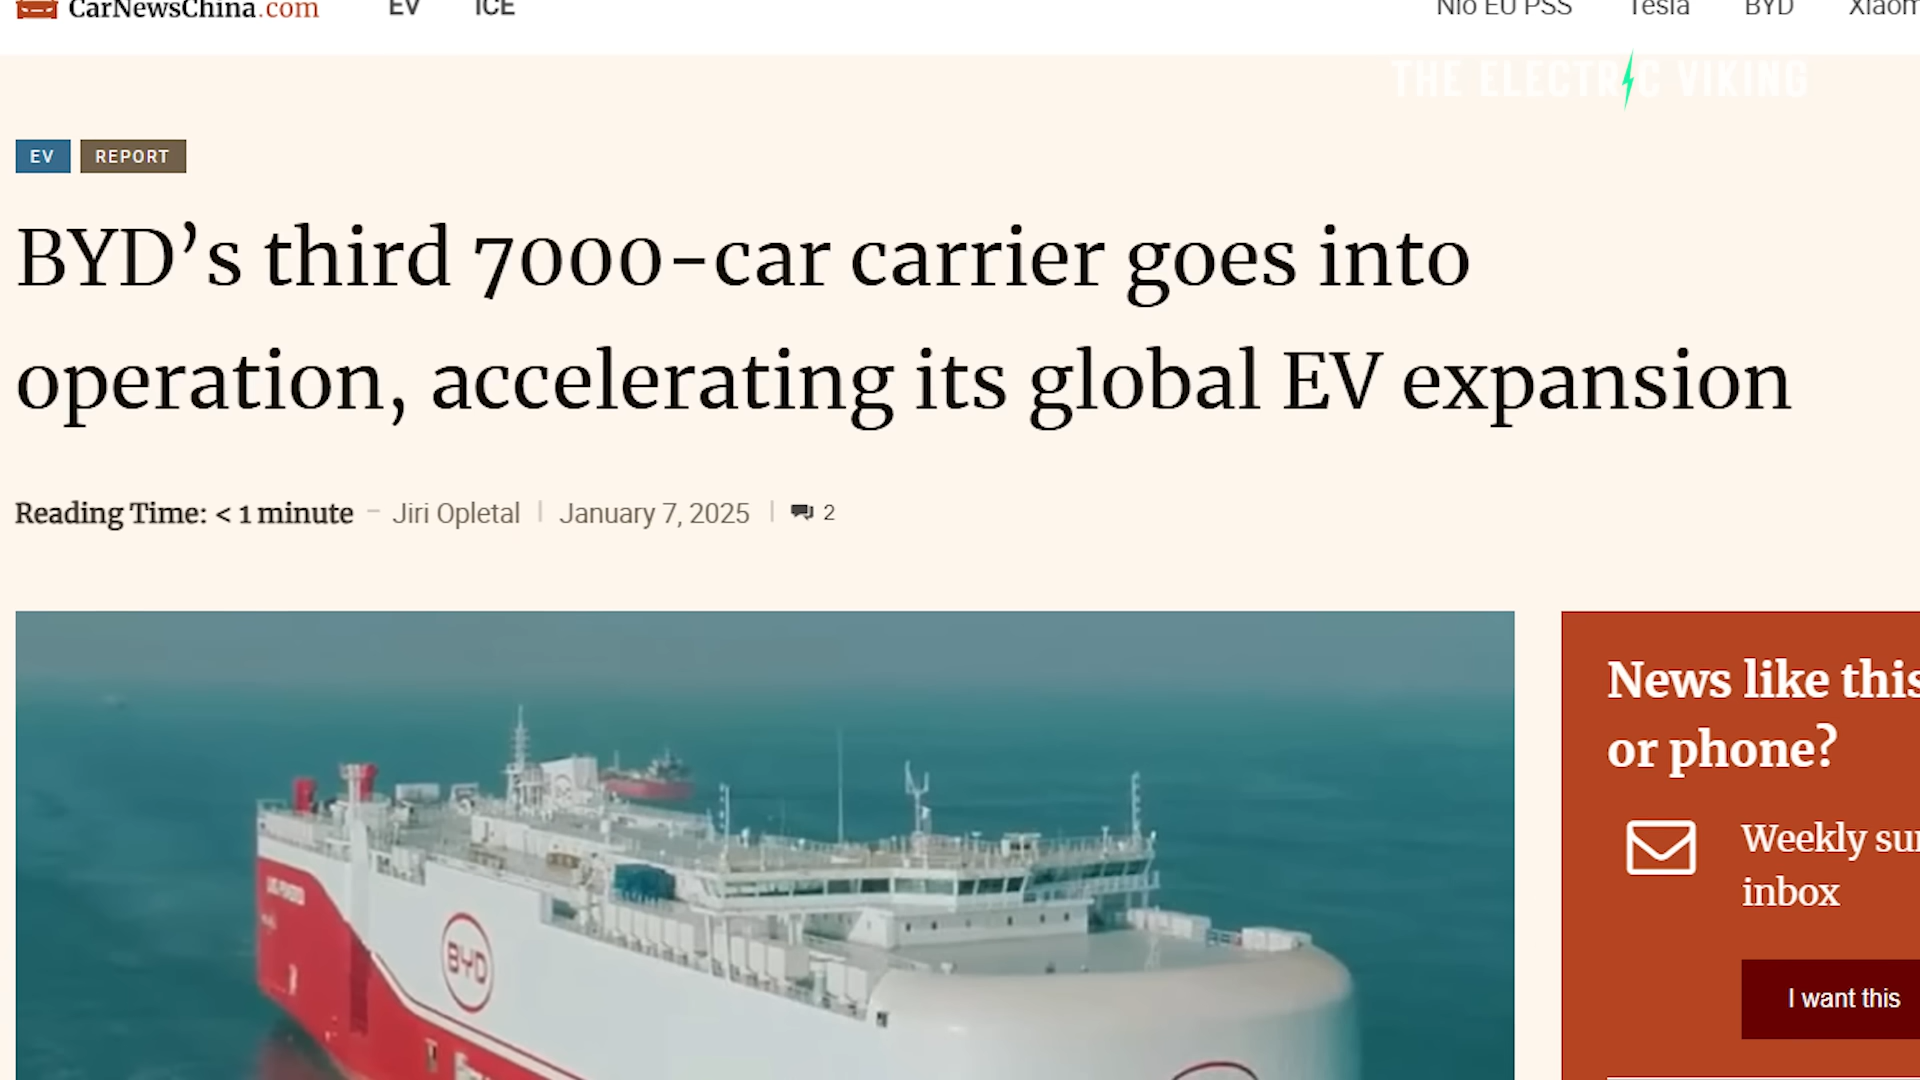 CarNewsChina.com EV ICE Nio EU PSS Tesla BYD
THE ELECTRIC VIKING
EV REPORT
BYD’s third 7000-car carrier goes into
operation, accelerating its global EV expansion
Reading Time: < 1 minute – Jiri Opletal | January 7, 2025 | 2
News like this
or phone?
Weekly
inbox
I want this
BYD